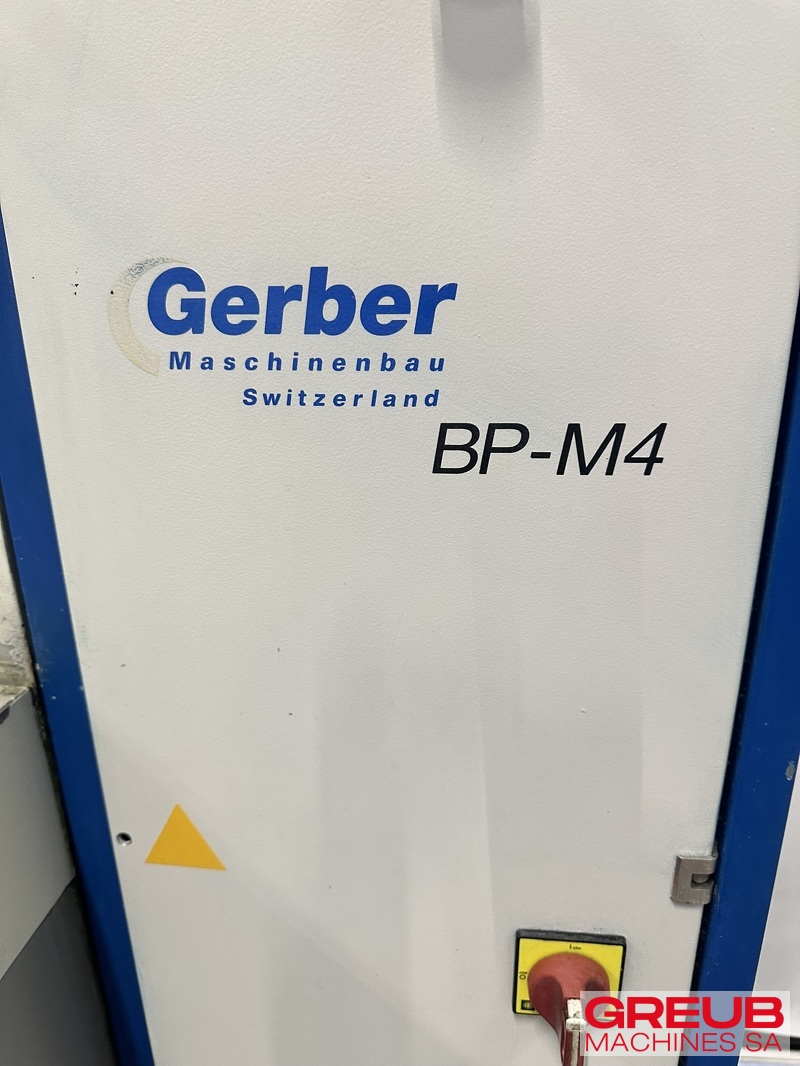 Gerber
Maschinenbau
Switzerland
BP-M4
GREUB
MACHINES SA